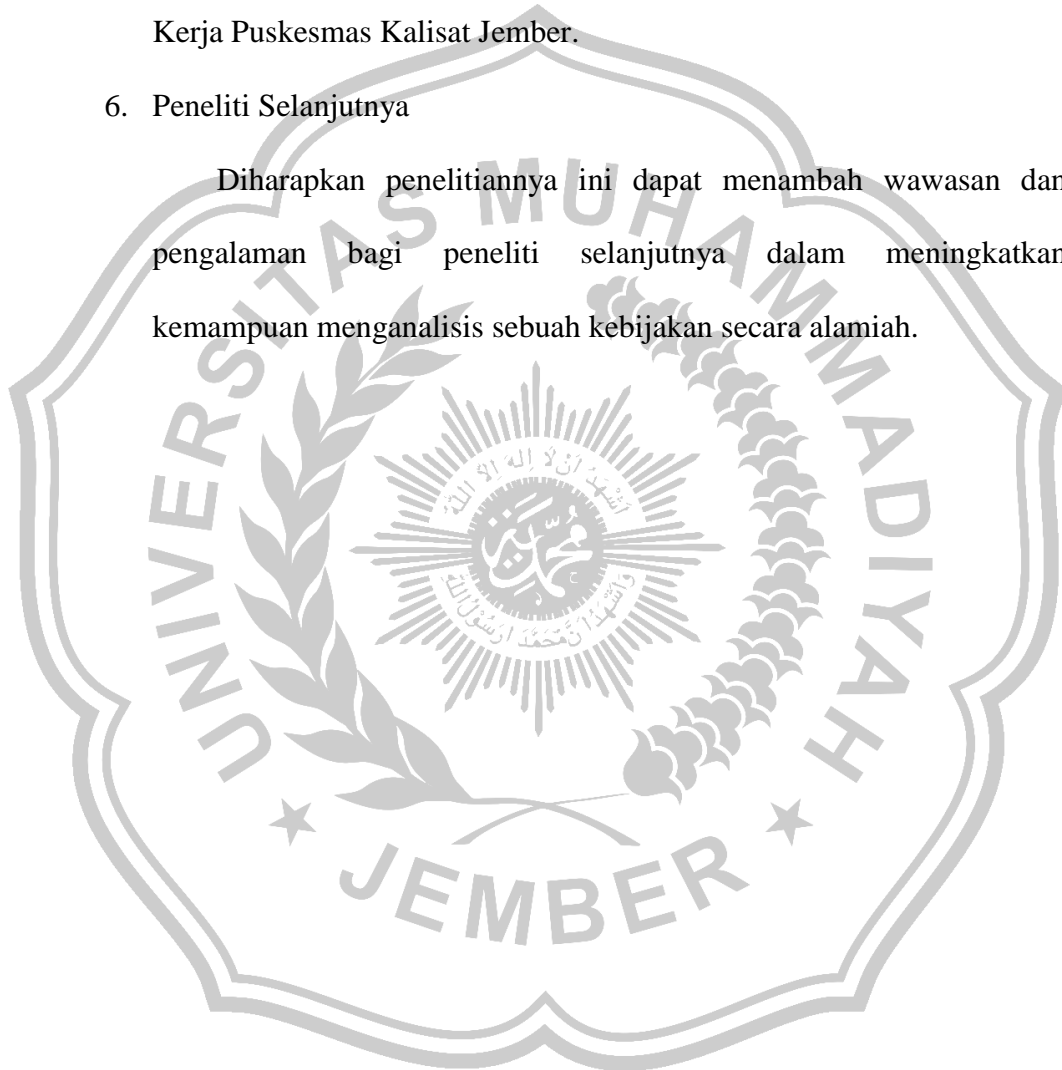 Kerja Puskesmas Kalisat Jember.
6. Peneliti Selanjutnya
Diharapkan penelitiannya ini dapat menambah wawasan dan
pengalaman bagi peneliti selanjutnya dalam meningkatkan
kemampuan menganalisis sebuah kebijakan secara alamiah.
UNIVERSITAS MUHAMMADIYAH
JEMBER